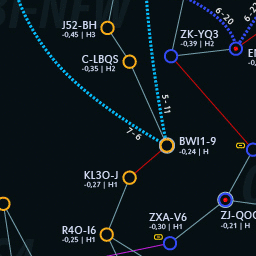 J52-BH
-0,45 | H3
ZK-YQ3
-0,39 | H2
6 - 20
C-LBQS
-0,35 | H2
5 - 11
7 - 6
BWI1-9
-0,24 | H
KL3O-J
-0,27 | H1
ZXA-V6
-0,30 | H1
ZJ-QOO
-0,21 | H
R4O-I6
-0,25 | H1